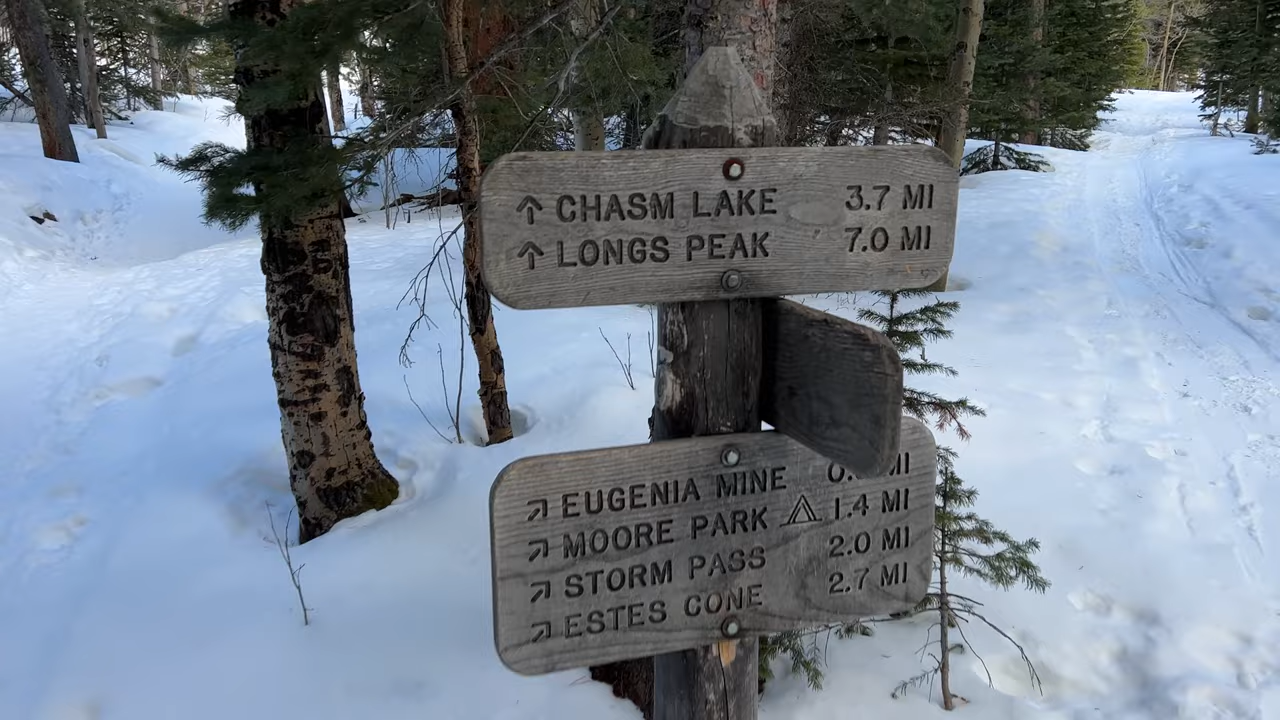 ↑ CHASM LAKE 3.7 MI
↑ LONGS PEAK 7.0 MI
↗ EUGENIA MINE
↗ MOORE PARK 1.4 MI
↗ STORM PASS 2.0 MI
↗ ESTES CONE 2.7 MI